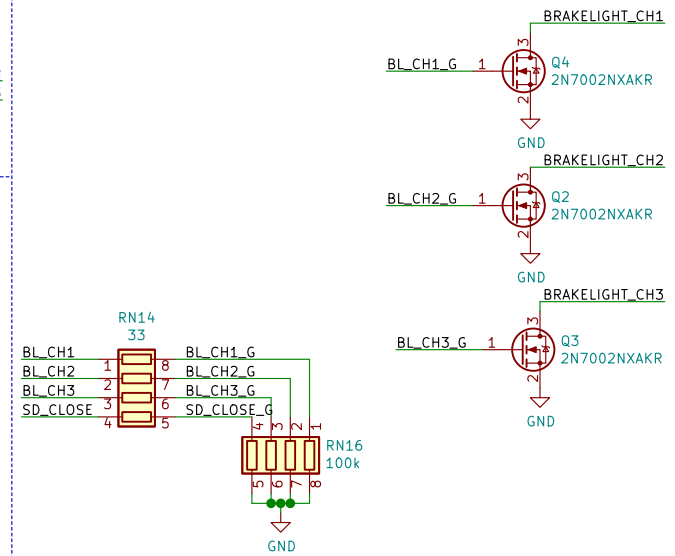 BRAKELIGHT_CH1
3
BL_CH1_G 1
Q4
2N7002NXAKR
2
GND
BRAKELIGHT_CH2
3
BL_CH2_G 1
Q2
2N7002NXAKR
2
GND
BRAKELIGHT_CH3
3
BL_CH3_G 1
Q3
2N7002NXAKR
2
GND
RN14
33
BL_CH1 1 8 BL_CH1_G
BL_CH2 2 7 BL_CH2_G
BL_CH3 3 6 BL_CH3_G
SD_CLOSE 4 5 SD_CLOSE_G
4 3 2 1
RN16
100k
5 6 7 8
GND